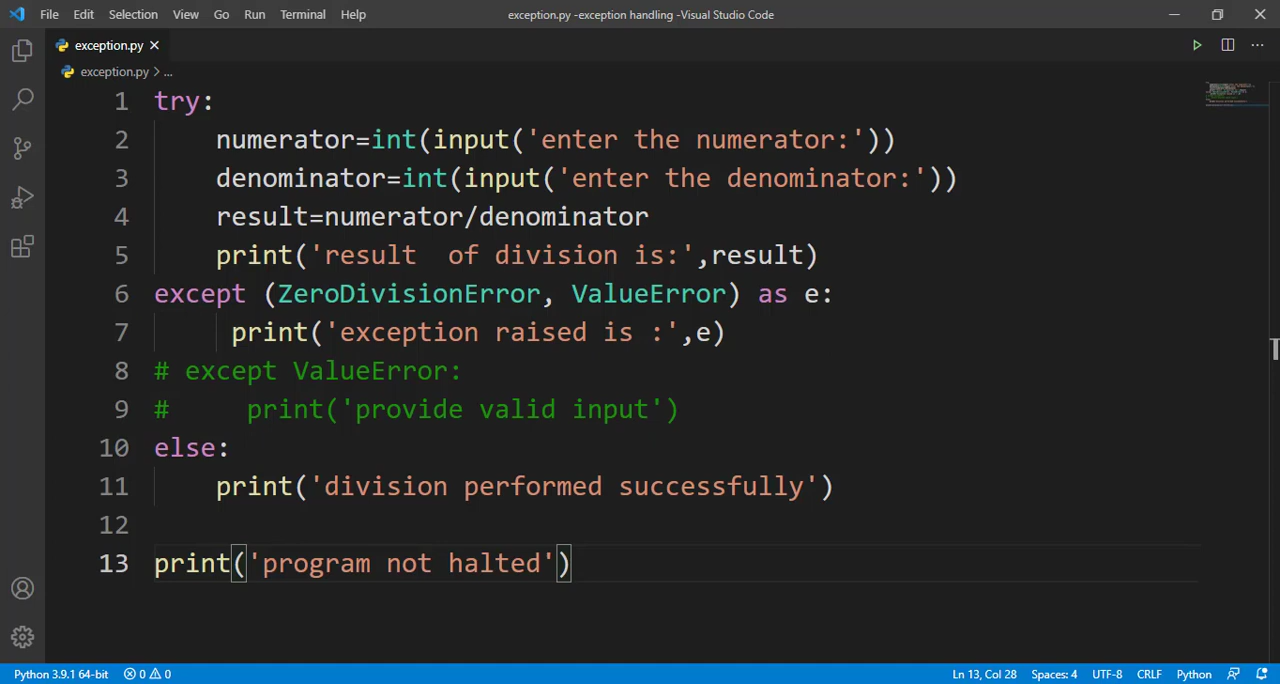 File Edit Selection View Go Run Terminal Help exception.py -exception handling -Visual Studio Code
exception.py
exception.py > ...
1 try:
2     numerator=int(input('enter the numerator:'))
3     denominator=int(input('enter the denominator:'))
4     result=numerator/denominator
5     print('result  of division is:',result)
6 except (ZeroDivisionError, ValueError) as e:
7      print('exception raised is :',e)
8 # except ValueError:
9 #     print('provide valid input')
10 else:
11     print('division performed successfully')
12
13 print('program not halted')
Python 3.9.1 64-bit 0 0 Ln 13, Col 28 Spaces: 4 UTF-8 CRLF Python